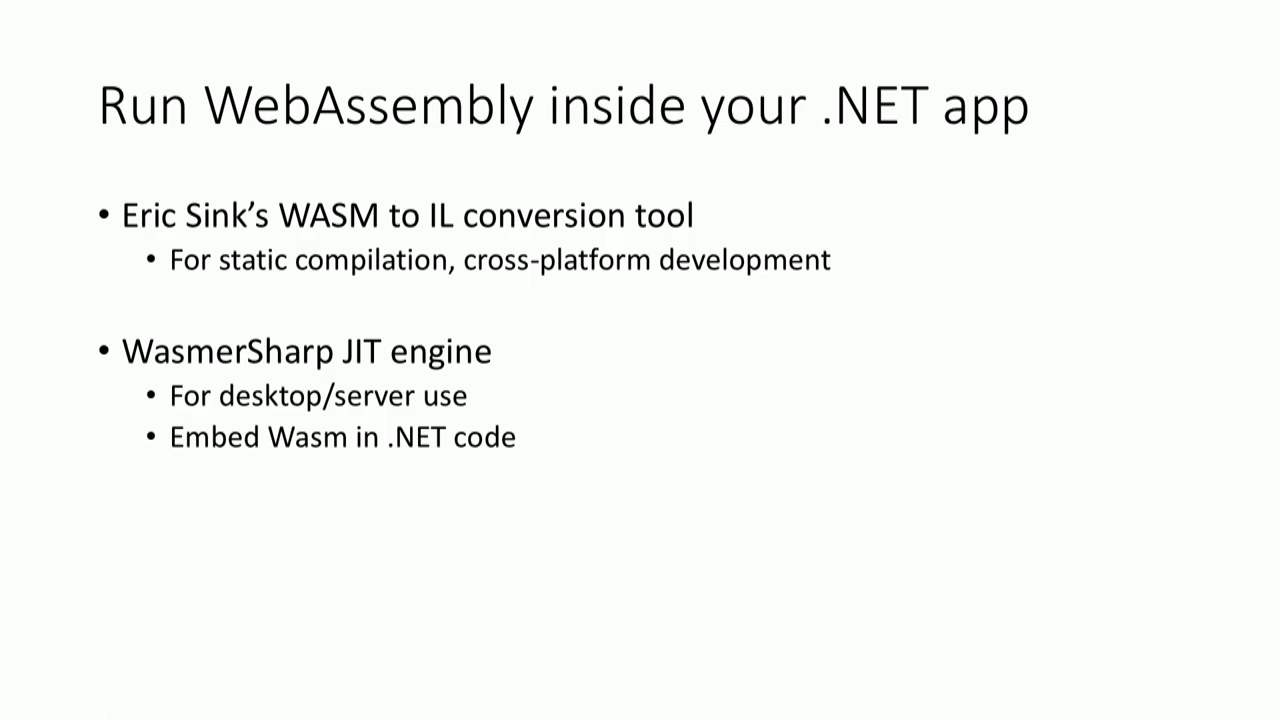 Run WebAssembly inside your .NET app
• Eric Sink’s WASM to IL conversion tool
• For static compilation, cross-platform development
• WasmerSharp JIT engine
• For desktop/server use
• Embed Wasm in .NET code